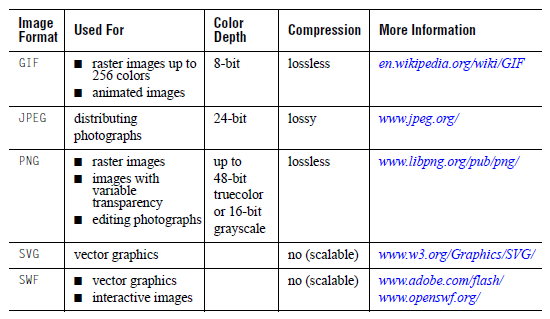 Image Format Used For Color Depth Compression More Information
GIF ■ raster images up to 256 colors 8-bit lossless en.wikipedia.org/wiki/GIF
■ animated images
JPEG distributing photographs 24-bit lossy www.jpeg.org/
PNG ■ raster images up to 48-bit truecolor or 16-bit grayscale lossless www.libpng.org/pub/png/
■ images with variable transparency
■ editing photographs
SVG vector graphics no (scalable) www.w3.org/Graphics/SVG/
SWF ■ vector graphics no (scalable) www.adobe.com/flash/
■ interactive images www.openswf.org/